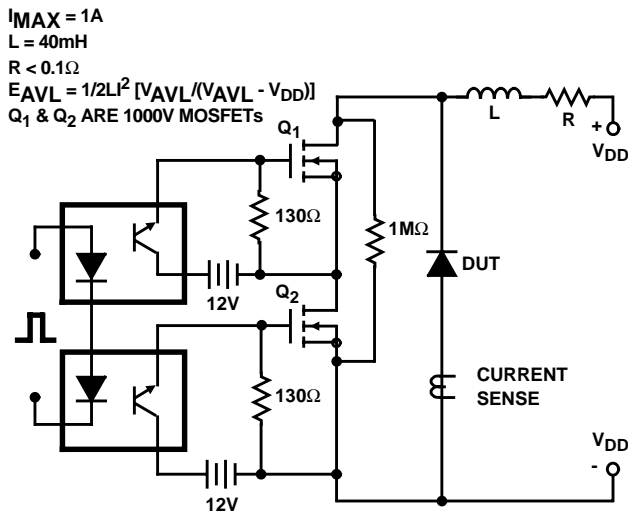 IMAX = 1A
L = 40mH
R < 0.1Ω
EAVL = 1/2LI² [VAVL/(VAVL - VDD)]
Q1 & Q2 ARE 1000V MOSFETs
Q1
L
R
+
VDD
130Ω
1MΩ
DUT
12V
Q2
130Ω
CURRENT
SENSE
VDD
-
12V